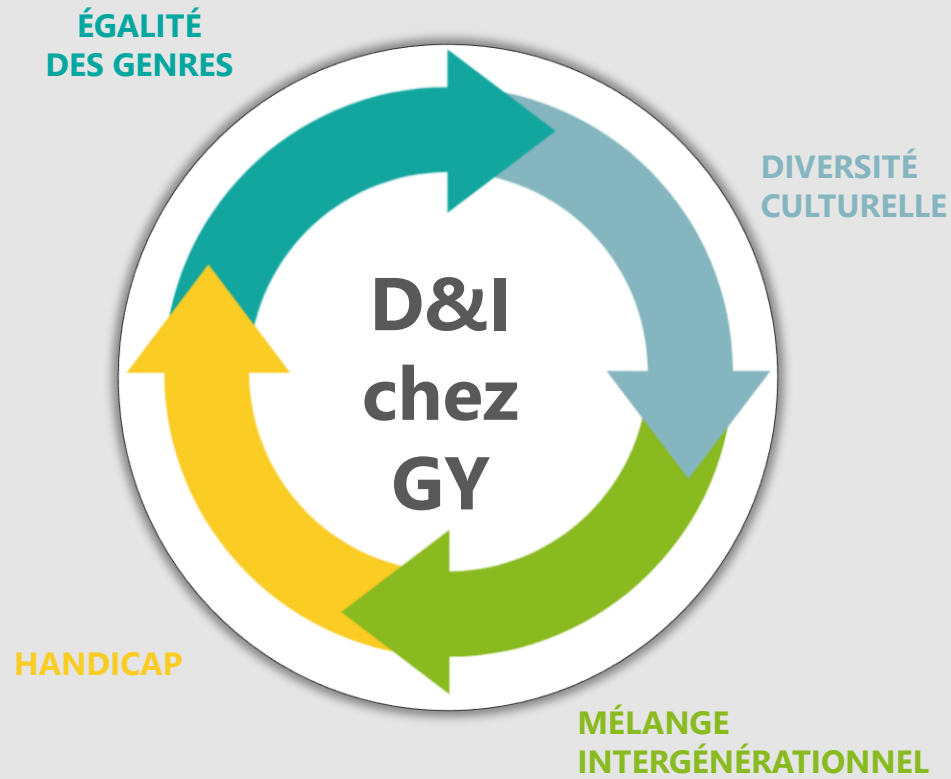 ÉGALITÉ
DES GENRES
DIVERSITÉ
CULTURELLE
D&I
chez
GY
HANDICAP
MÉLANGE
INTERGÉNÉRATIONNEL